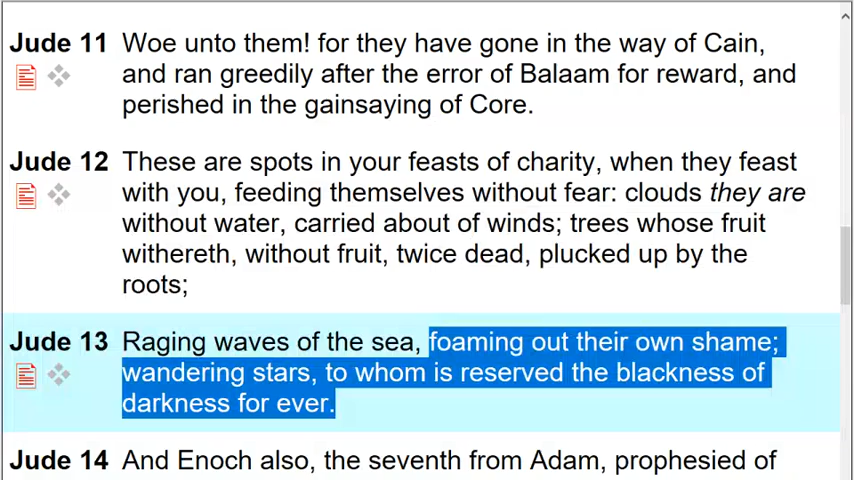 Jude 11 Woe unto them! for they have gone in the way of Cain,
and ran greedily after the error of Balaam for reward, and
perished in the gainsaying of Core.
Jude 12 These are spots in your feasts of charity, when they feast
with you, feeding themselves without fear: clouds they are
without water, carried about of winds; trees whose fruit
withereth, without fruit, twice dead, plucked up by the
roots;
Jude 13 Raging waves of the sea, foaming out their own shame;
wandering stars, to whom is reserved the blackness of
darkness for ever.
Jude 14 And Enoch also, the seventh from Adam, prophesied of